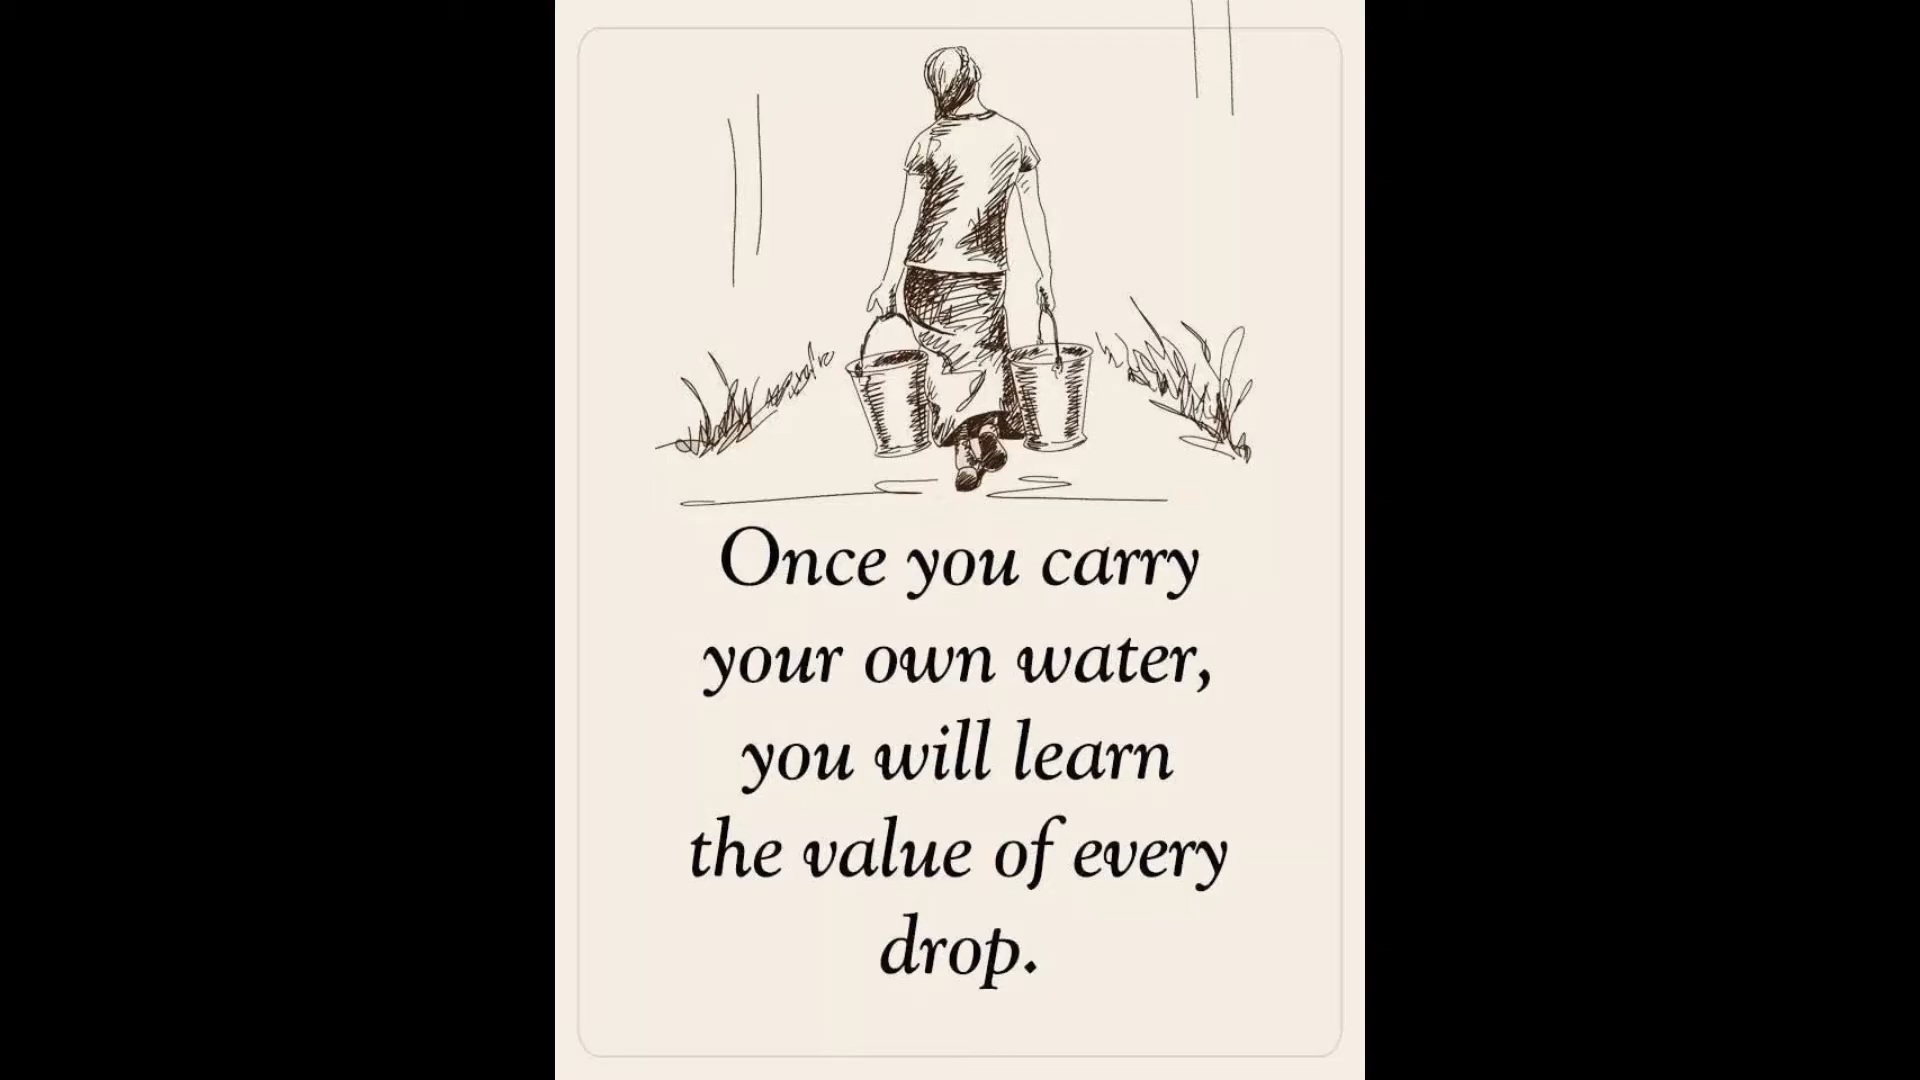 Once you carry
your own water,
you will learn
the value of every
drop.